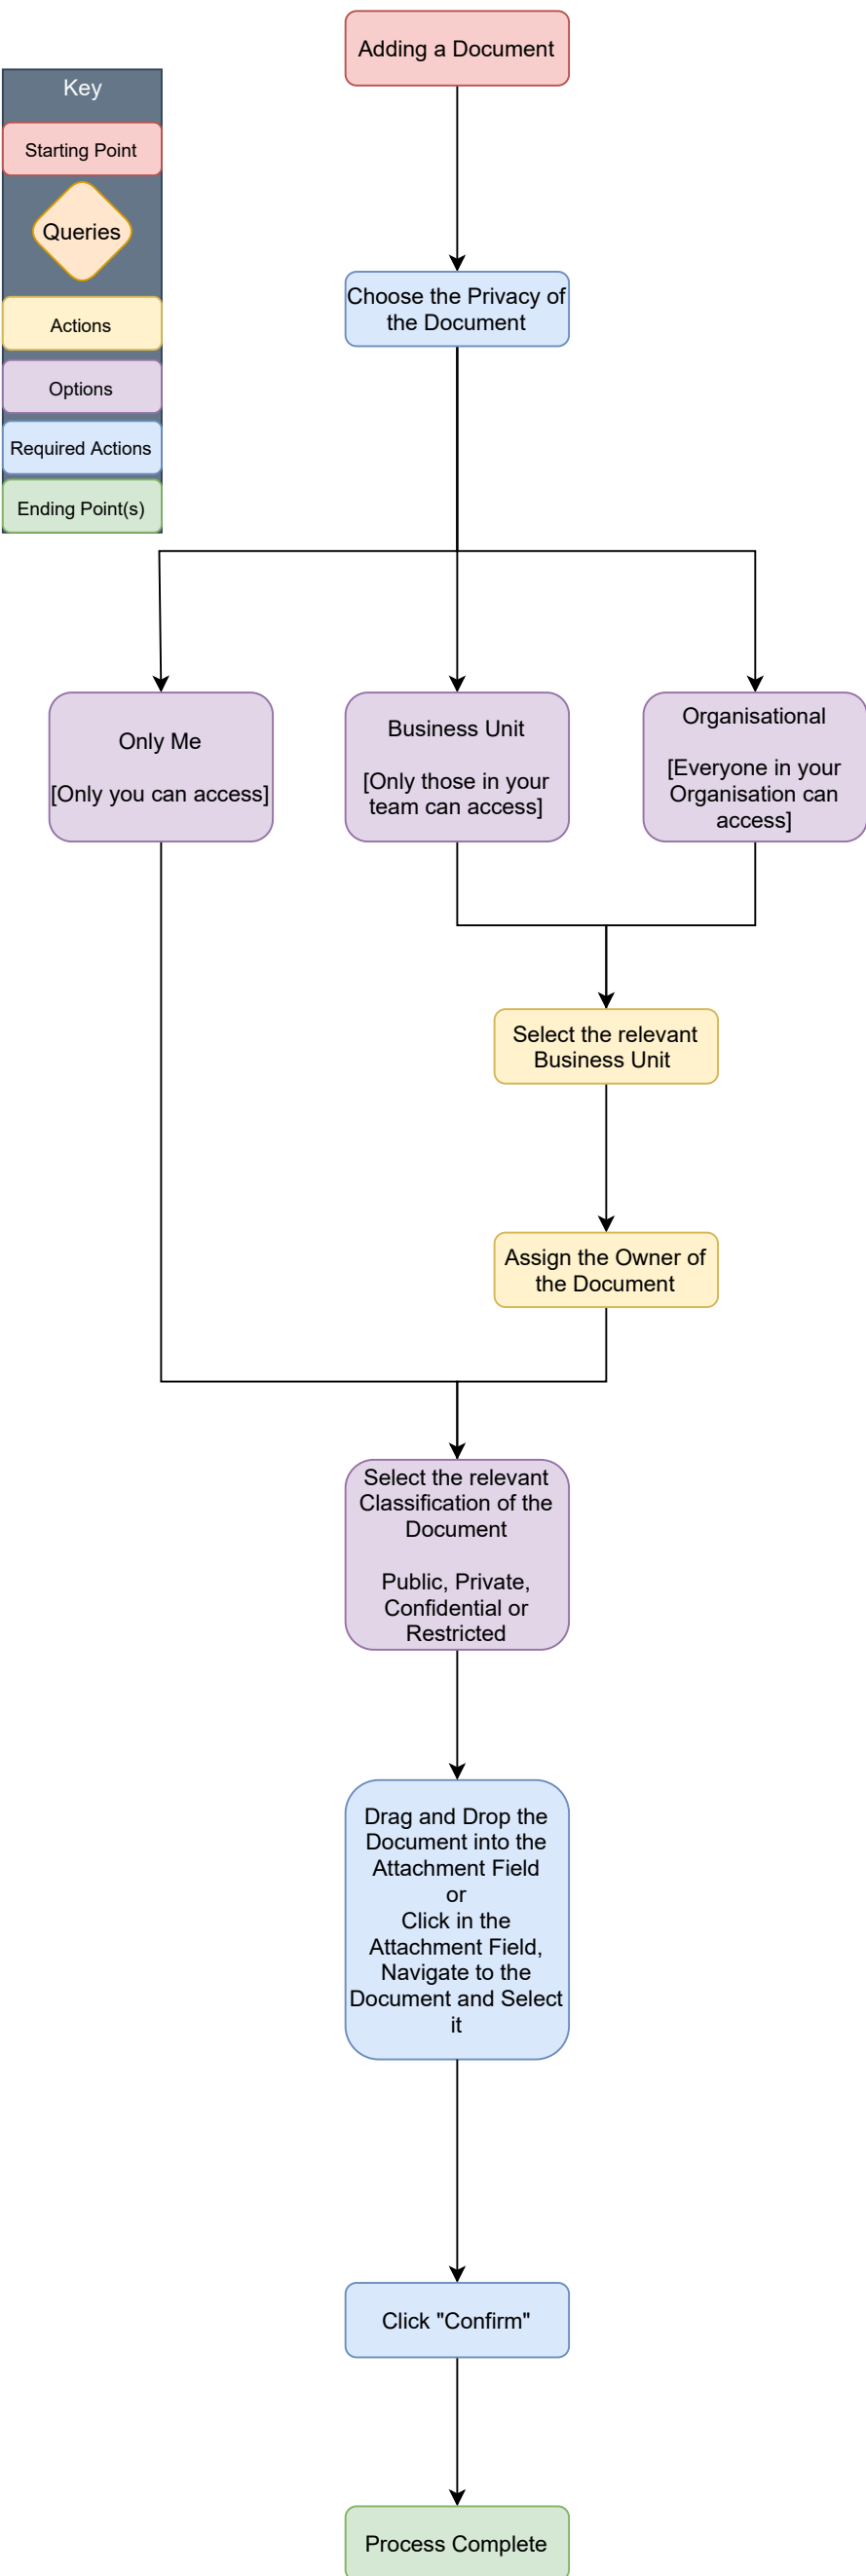 Adding a Document
Key
Starting Point
Queries
Actions
Options
Required Actions
Ending Point(s)
Choose the Privacy of
the Document
Only Me
[Only you can access]
Business Unit
[Only those in your
team can access]
Organisational
[Everyone in your
Organisation can
access]
Select the relevant
Business Unit
Assign the Owner of
the Document
Select the relevant
Classification of the
Document
Public, Private,
Confidential or
Restricted
Drag and Drop the
Document into the
Attachment Field
or
Click in the
Attachment Field,
Navigate to the
Document and Select
it
Click "Confirm"
Process Complete